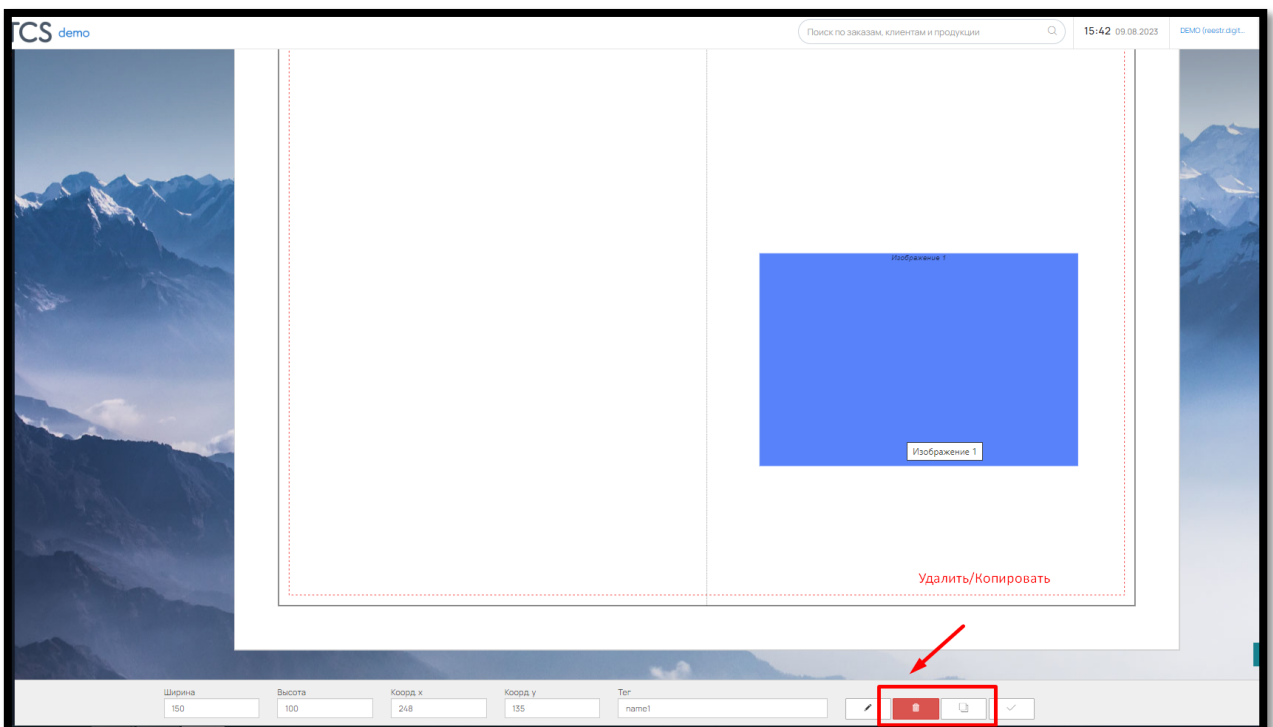 TCS demo
Поиск по заказам, клиентам и продукции
15:42 09.08.2023
DEMO (reestr.digit...
Изображение 1
Изображение 1
Удалить/Копировать
Ширина
Высота
Коорд. x
Коорд. y
Тег
150
100
248
135
name1